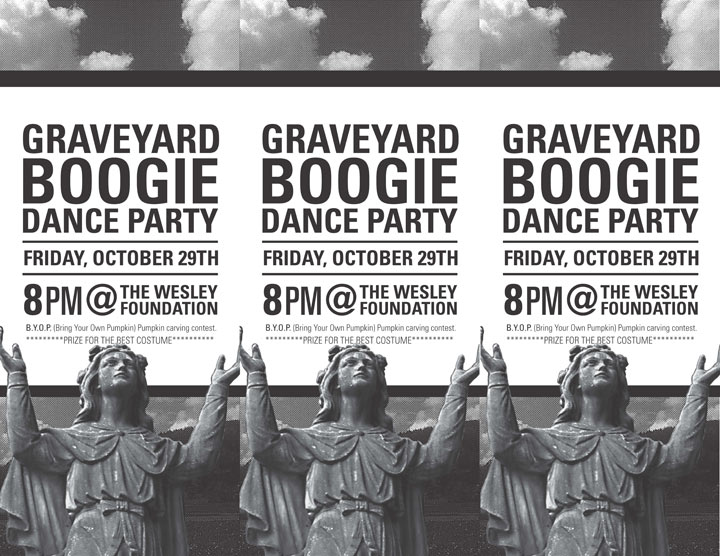 GRAVEYARD
BOOGIE
DANCE PARTY
FRIDAY, OCTOBER 29TH
8PM @ THE WESLEY
FOUNDATION
B.Y.O.P. (Bring Your Own Pumpkin) Pumpkin carving contest.
*********PRIZE FOR THE BEST COSTUME**********
GRAVEYARD
BOOGIE
DANCE PARTY
FRIDAY, OCTOBER 29TH
8PM @ THE WESLEY
FOUNDATION
B.Y.O.P. (Bring Your Own Pumpkin) Pumpkin carving contest.
*********PRIZE FOR THE BEST COSTUME**********
GRAVEYARD
BOOGIE
DANCE PARTY
FRIDAY, OCTOBER 29TH
8PM @ THE WESLEY
FOUNDATION
B.Y.O.P. (Bring Your Own Pumpkin) Pumpkin carving contest.
*********PRIZE FOR THE BEST COSTUME**********